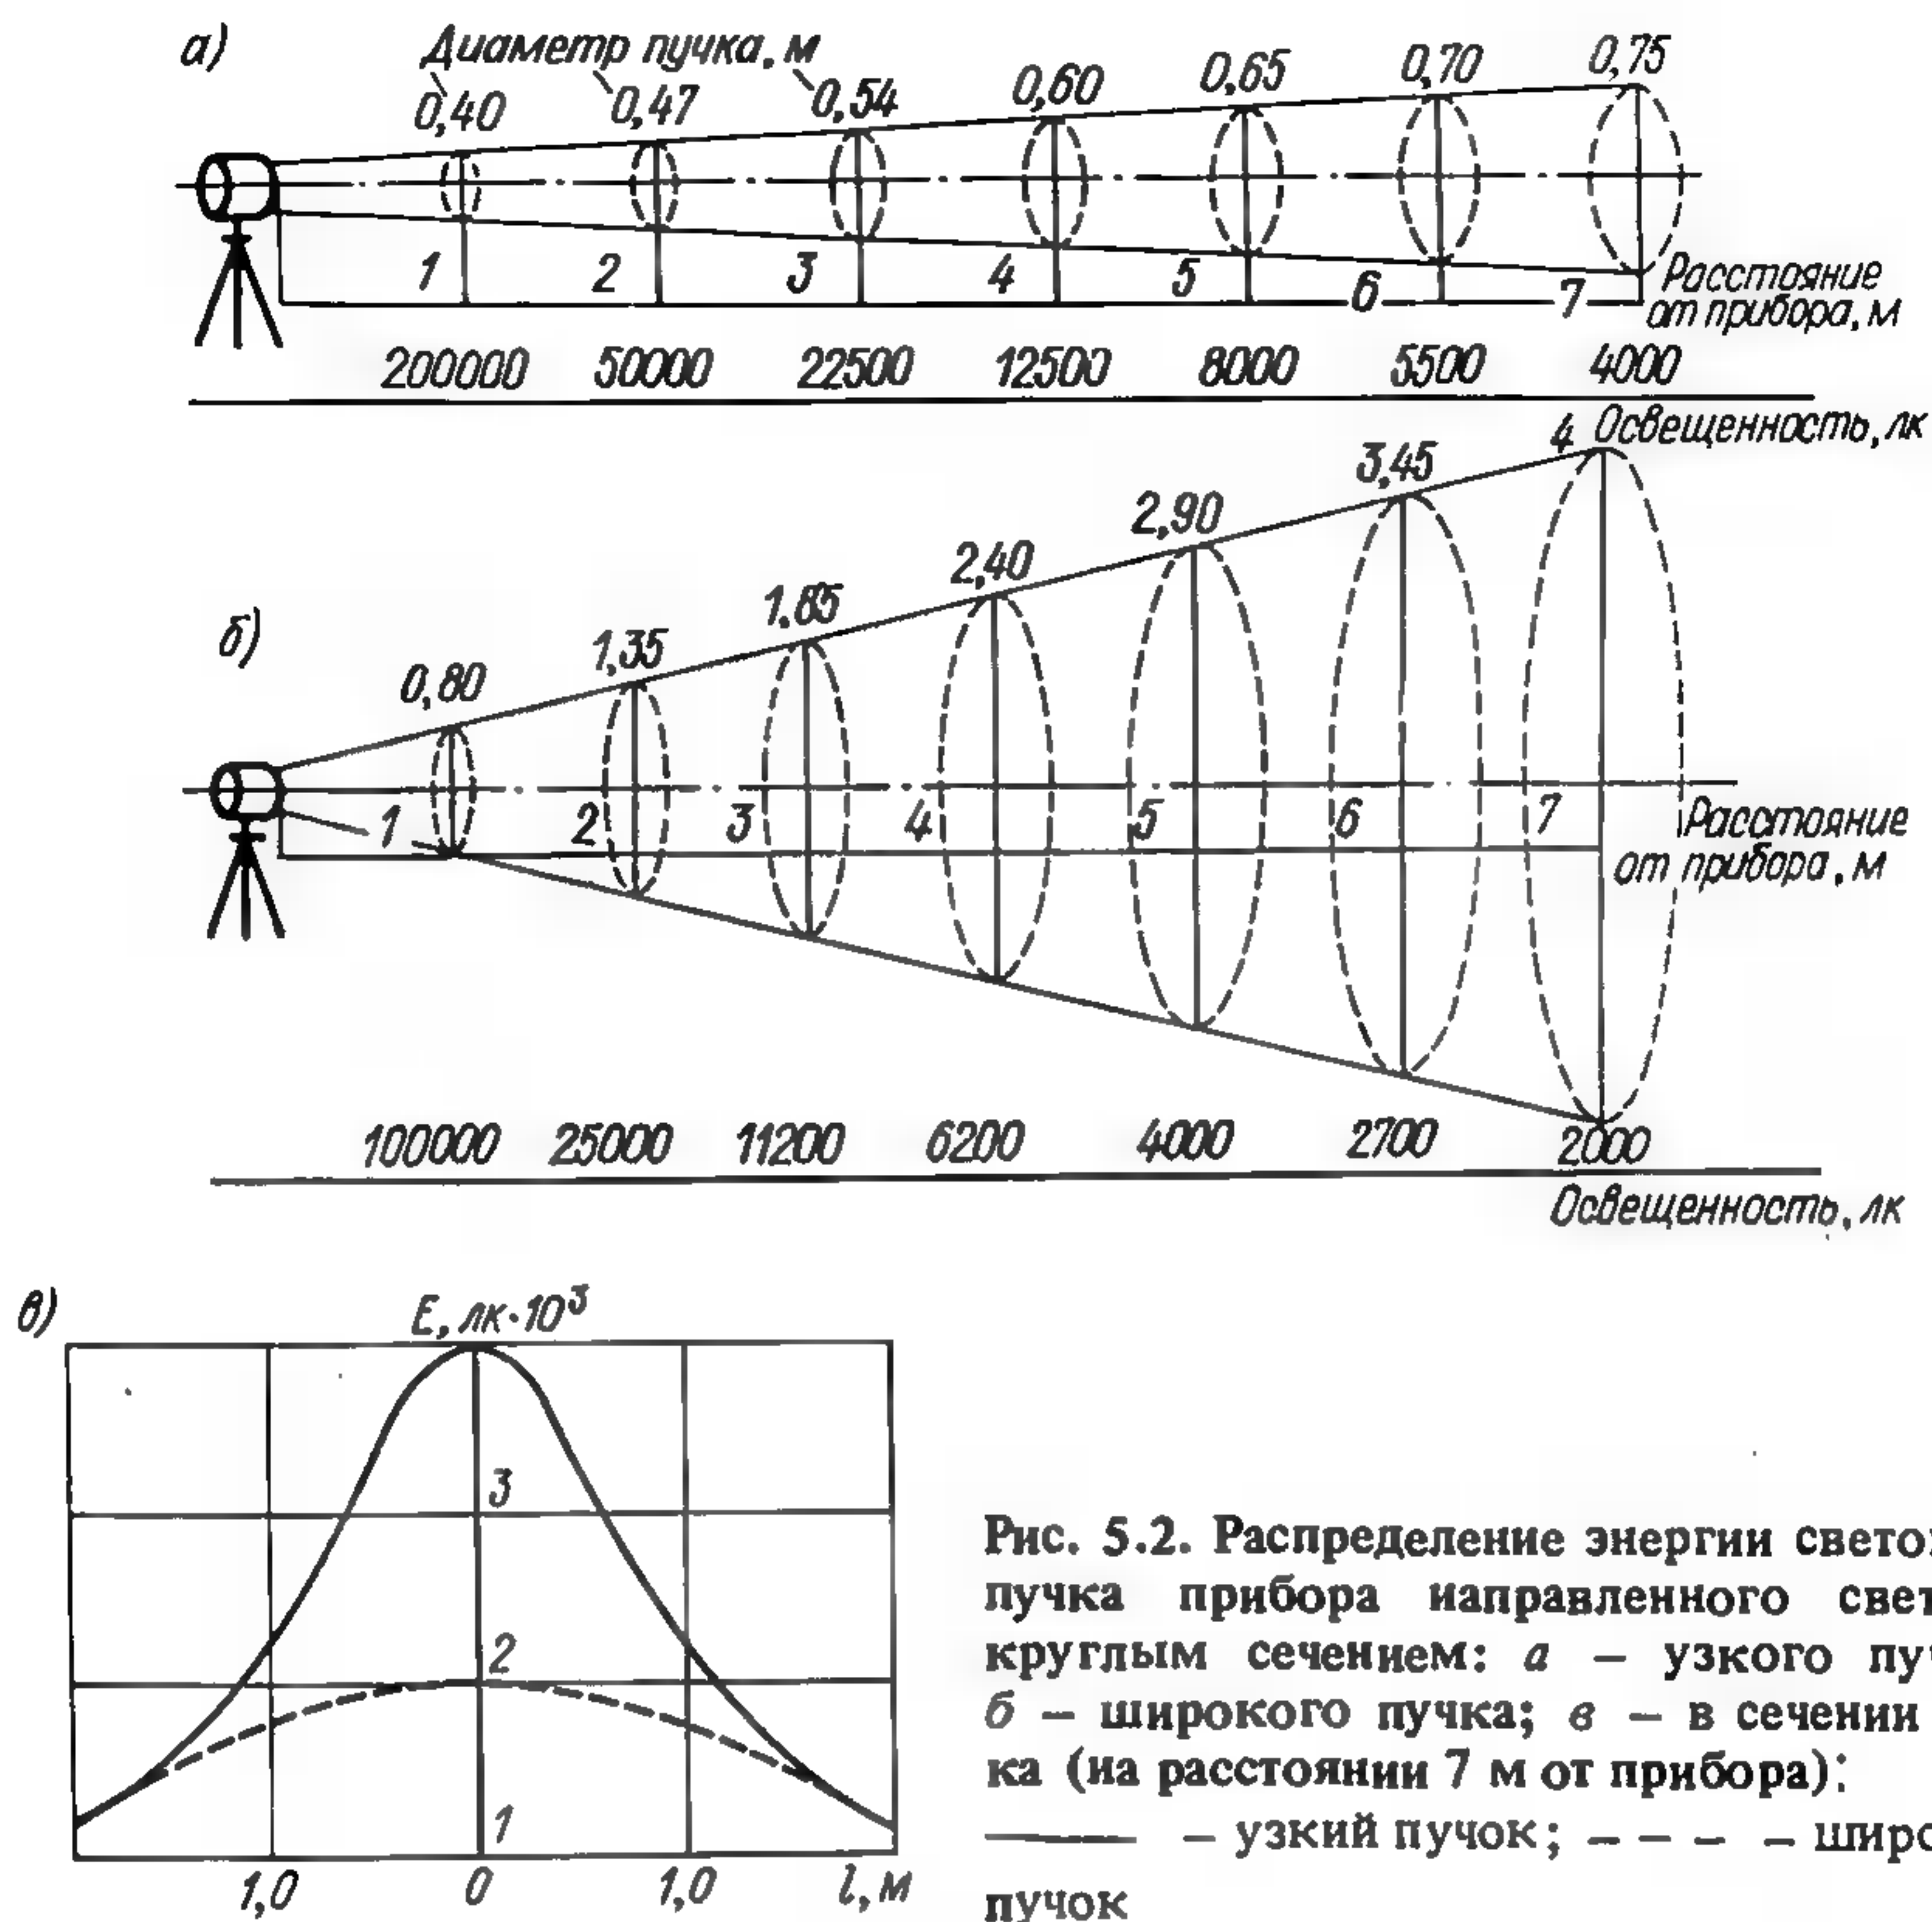 а)
Диаметр пучка, м
0,40 0,47 0,54 0,60 0,65 0,70 0,75
1 2 3 4 5 6 7
Расстояние
от прибора, м
200000 50000 22500 12500 8000 5500 4000
Освещенность, лк
б)
0,80 1,35 1,85 2,40 2,90 3,45 4
1 2 3 4 5 6 7
Расстояние
от прибора, м
100000 25000 11200 6200 4000 2700 2000
Освещенность, лк
в)
E, лк·10³
3
2
1
1,0 0 1,0 l, м
Рис. 5.2. Распределение энергии светов
пучка прибора направленного свет
круглым сечением: а – узкого пуч
б – широкого пучка; в – в сечении
ка (на расстоянии 7 м от прибора):
—— – узкий пучок; – – – – широ
пучок